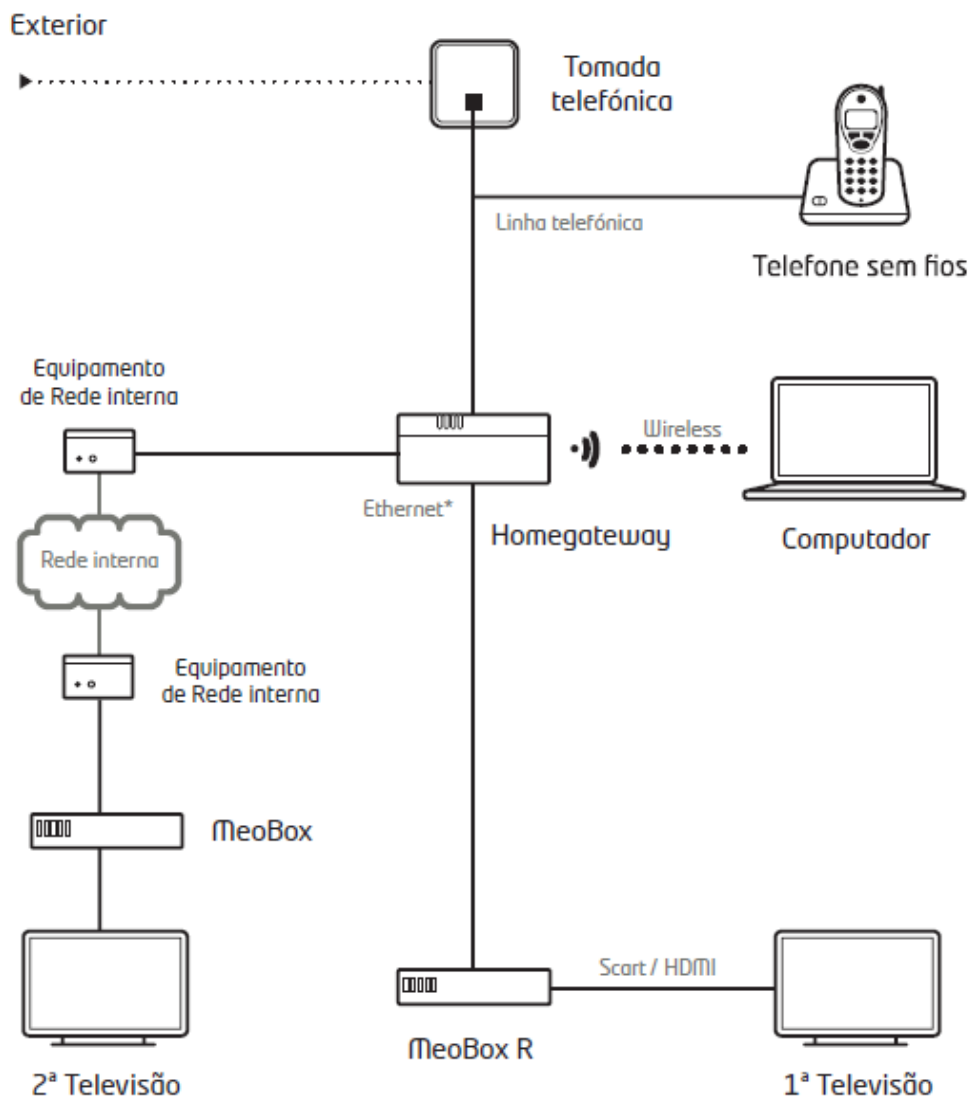 Exterior
Tomada
telefónica
Linha telefónica
Telefone sem fios
Equipamento
de Rede interna
Wireless
Ethernet*
Homegateway
Computador
Rede interna
Equipamento
de Rede interna
MeoBox
Scart / HDMI
MeoBox R
2ª Televisão
1ª Televisão